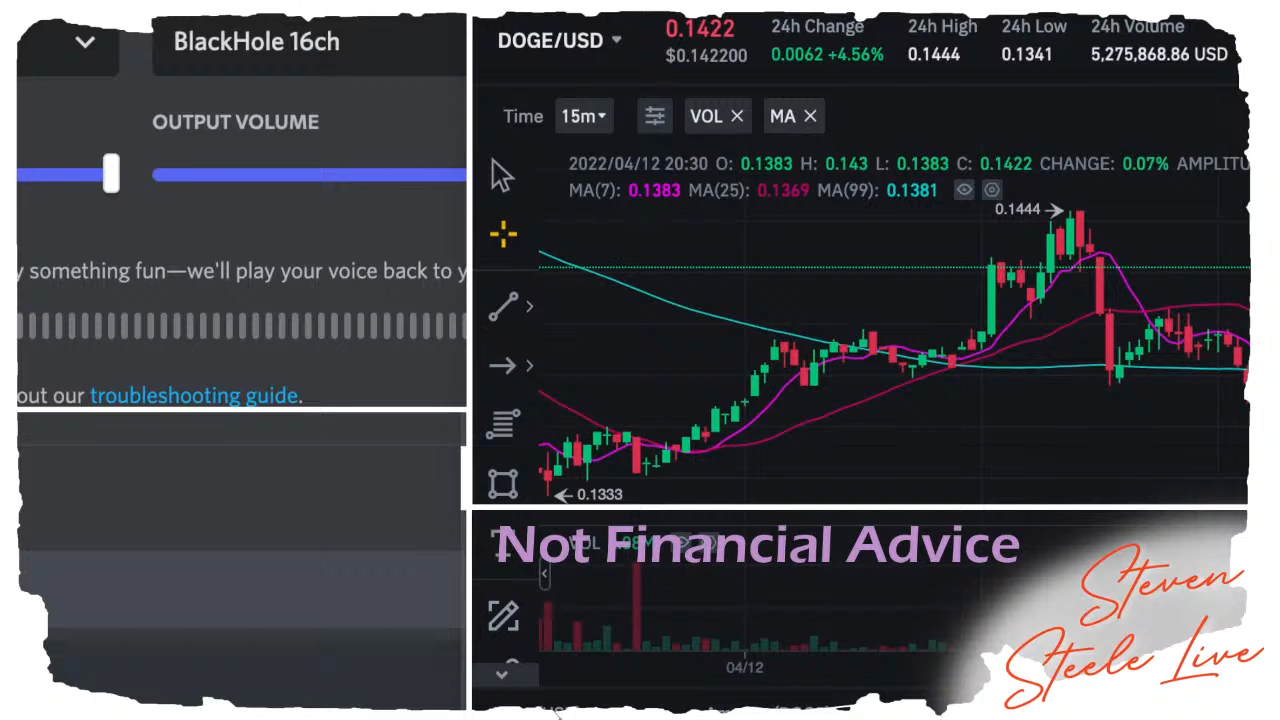 BlackHole 16ch
OUTPUT VOLUME
y something fun—we'll play your voice back to y
out our troubleshooting guide.
DOGE/USD
0.1422
$0.142200
24h Change
0.0062 +4.56%
24h High
0.1444
24h Low
0.1341
24h Volume
5,275,868.86 USD
Time 15m VOL MA
2022/04/12 20:30 O: 0.1383 H: 0.143 L: 0.1383 C: 0.1422 CHANGE: 0.07% AMPLITU
MA(7): 0.1383 MA(25): 0.1369 MA(99): 0.1381
0.1444
0.1333
Not Financial Advice
04/12
Steven
Steele Live